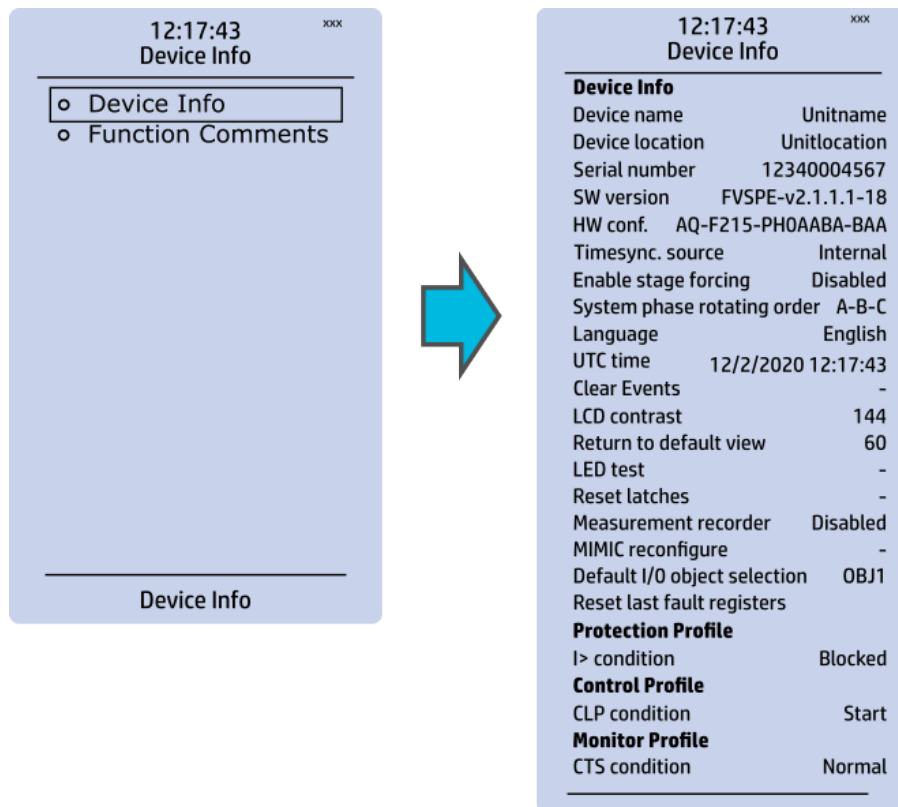 12:17:43 xxx
Device Info
Device Info
Function Comments
Device Info
12:17:43 xxx
Device Info
Device Info
Device name Unitname
Device location Unitlocation
Serial number 12340004567
SW version FVSPE-v2.1.1.1-18
HW conf. AQ-F215-PH0AABA-BAA
Timesync. source Internal
Enable stage forcing Disabled
System phase rotating order A-B-C
Language English
UTC time 12/2/2020 12:17:43
Clear Events -
LCD contrast 144
Return to default view 60
LED test -
Reset latches -
Measurement recorder Disabled
MIMIC reconfigure -
Default I/0 object selection OBJ1
Reset last fault registers
Protection Profile
I> condition Blocked
Control Profile
CLP condition Start
Monitor Profile
CTS condition Normal